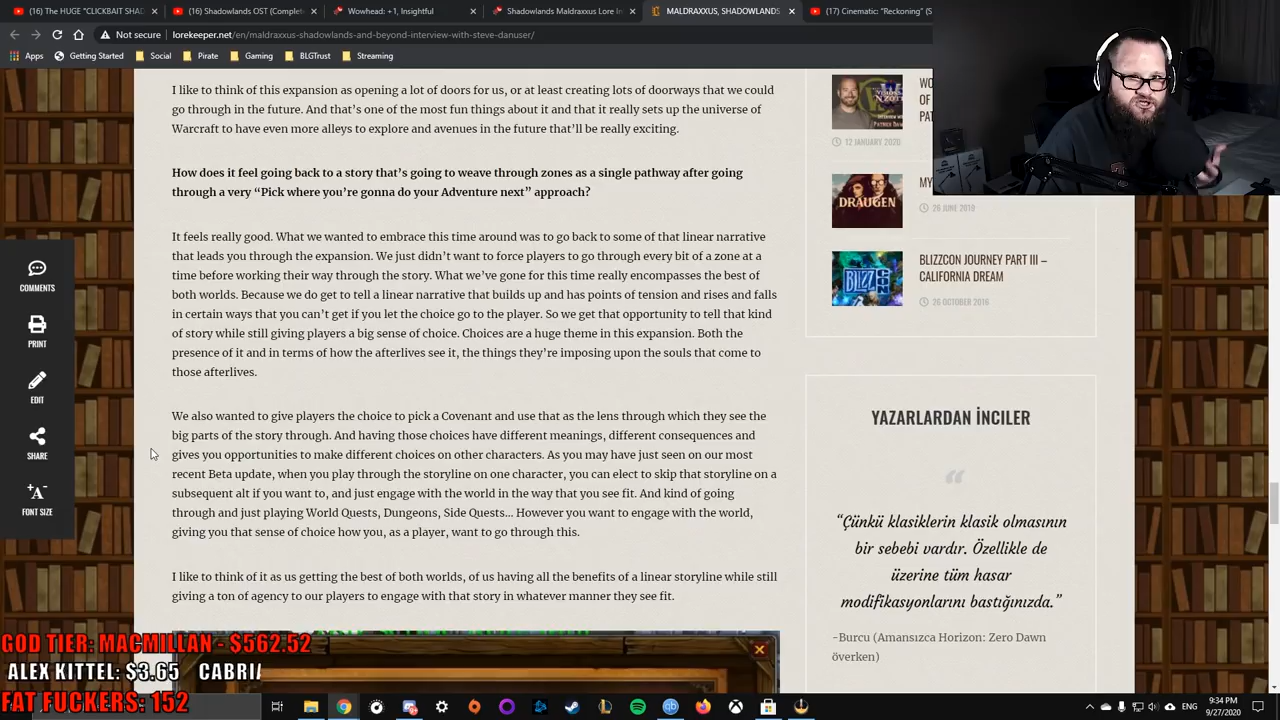 (16) The HUGE "CLICKBAIT SHAD
(16) Shadowlands OST (Complet
Wowhead: +1, Insightful
Shadowlands Maldraxxus Lore In
MALDRAXXUS, SHADOWLANDS
(17) Cinematic: "Reckoning" (S
Not secure | lorekeeper.net/en/maldraxxus-shadowlands-and-beyond-interview-with-steve-danuser/
Apps Getting Started Social Pirate Gaming BLGTrust Streaming
I like to think of this expansion as opening a lot of doors for us, or at least creating lots of doorways that we could
go through in the future. And that's one of the most fun things about it and that it really sets up the universe of
Warcraft to have even more alleys to explore and avenues in the future that'll be really exciting.
How does it feel going back to a story that's going to weave through zones as a single pathway after going
through a very “Pick where you're gonna do your Adventure next” approach?
It feels really good. What we wanted to embrace this time around was to go back to some of that linear narrative
that leads you through the expansion. We just didn't want to force players to go through every bit of a zone at a
time before working their way through the story. What we've gone for this time really encompasses the best of
both worlds. Because we do get to tell a linear narrative that builds up and has points of tension and rises and falls
in certain ways that you can't get if you let the choice go to the player. So we get that opportunity to tell that kind
of story while still giving players a big sense of choice. Choices are a huge theme in this expansion. Both the
presence of it and in terms of how the afterlives see it, the things they're imposing upon the souls that come to
those afterlives.
We also wanted to give players the choice to pick a Covenant and use that as the lens through which they see the
big parts of the story through. And having those choices have different meanings, different consequences and
gives you opportunities to make different choices on other characters. As you may have just seen on our most
recent Beta update, when you play through the storyline on one character, you can elect to skip that storyline on a
subsequent alt if you want to, and just engage with the world in the way that you see fit. And kind of going
through and just playing World Quests, Dungeons, Side Quests… However you want to engage with the world,
giving you that sense of choice how you, as a player, want to go through this.
I like to think of it as us getting the best of both worlds, of us having all the benefits of a linear storyline while still
giving a ton of agency to our players to engage with that story in whatever manner they see fit.
COMMENTS
PRINT
EDIT
SHARE
FONT SIZE
WO
OF
PAT
12 JANUARY 2020
DRAUGEN
MY
26 JUNE 2019
BLIZZ
BLIZZCON JOURNEY PART III –
CALIFORNIA DREAM
26 OCTOBER 2016
YAZARLARDAN İNCILER
“Çünkü klasiklerin klasik olmasının
bir sebebi vardır. Özellikle de
üzerine tüm hasar
modifikasyonlarını bastığınızda.”
-Burcu (Amansızca Horizon: Zero Dawn
överken)
GOD TIER: MACMILLAN - $562.52
ALEX KITTEL: $3.65 CABRI
FAT FUCKERS: 152
ENG
9:34 PM
9/27/2020